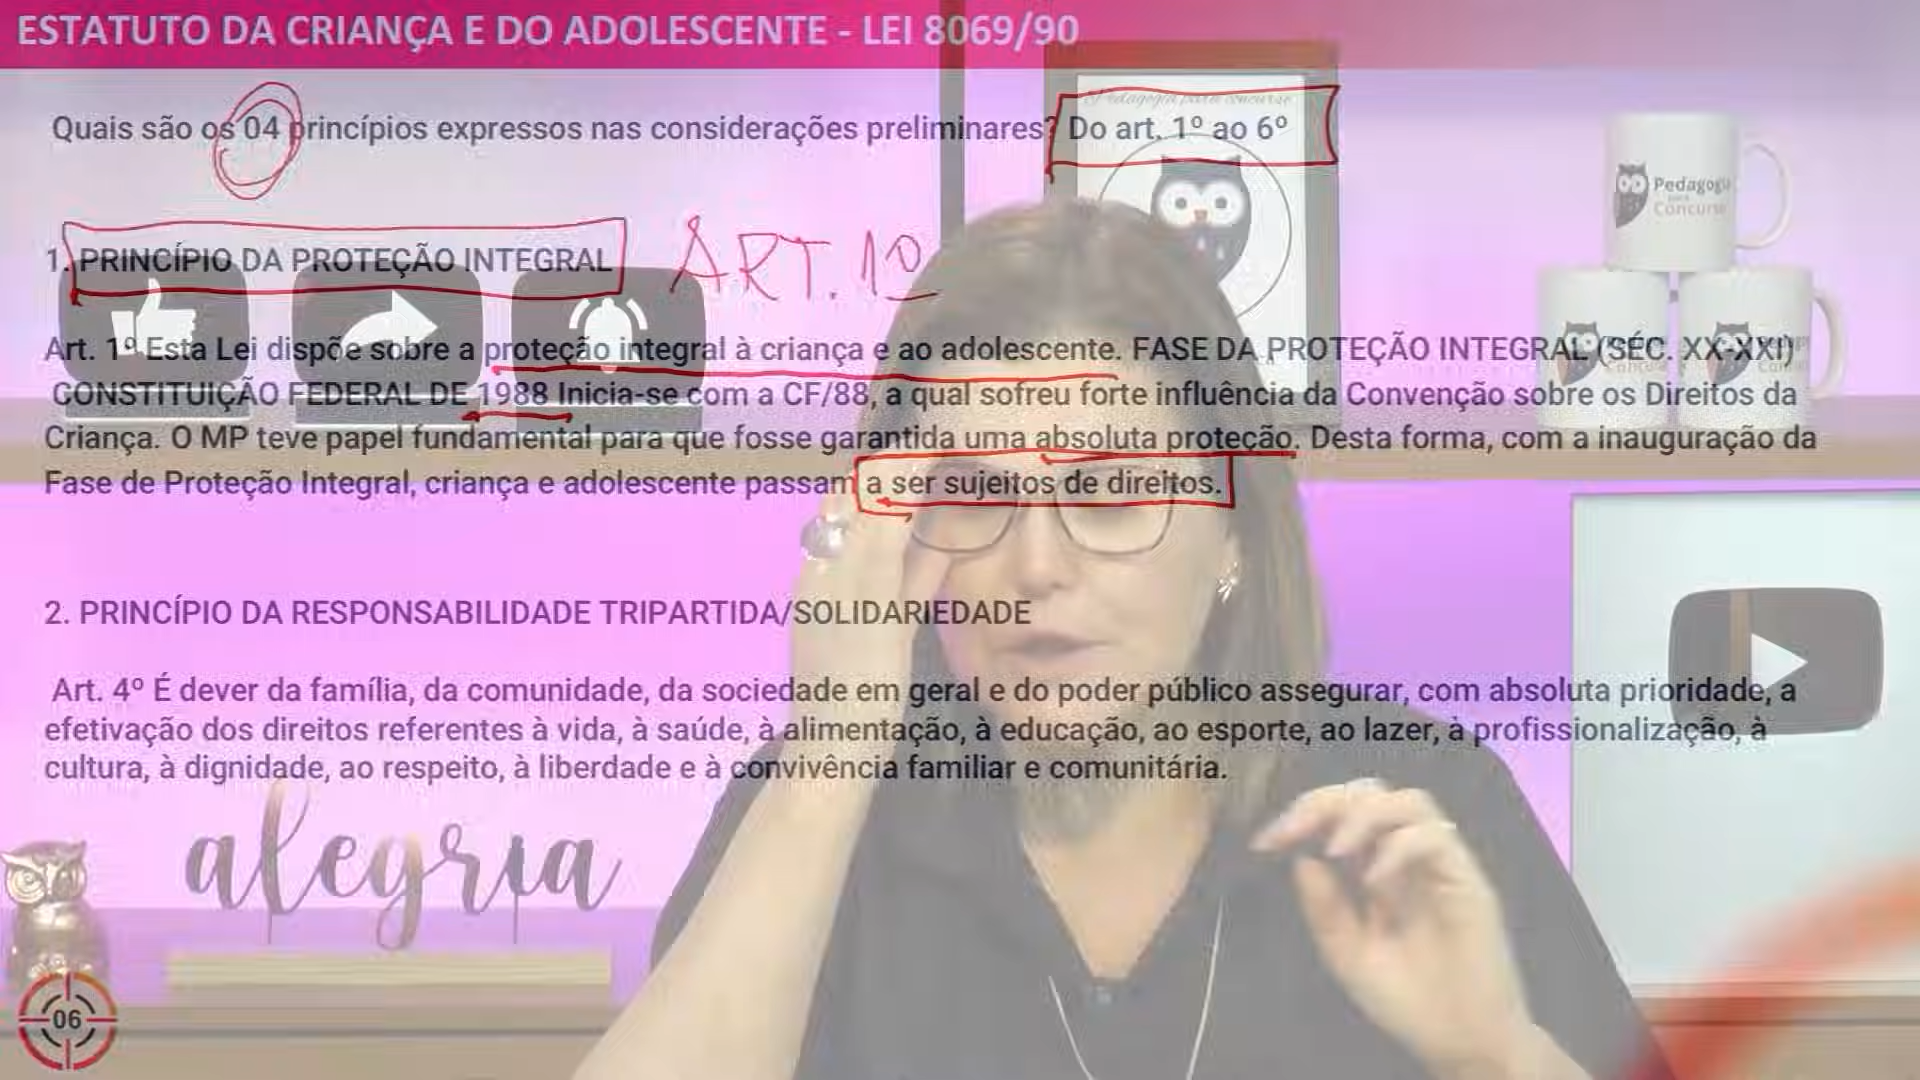 ESTATUTO DA CRIANÇA E DO ADOLESCENTE - LEI 8069/90
Quais são os 04 princípios expressos nas considerações preliminares? Do art. 1º ao 6º
Pedagogia para concurso
1. PRINCÍPIO DA PROTEÇÃO INTEGRAL
ART. 1º
Pedagogia
para
Concurso
Art. 1º Esta Lei dispõe sobre a proteção integral à criança e ao adolescente. FASE DA PROTEÇÃO INTEGRAL (SÉC. XX-XXI)
CONSTITUIÇÃO FEDERAL DE 1988 Inicia-se com a CF/88, a qual sofreu forte influência da Convenção sobre os Direitos da
Criança. O MP teve papel fundamental para que fosse garantida uma absoluta proteção. Desta forma, com a inauguração da
Fase de Proteção Integral, criança e adolescente passam a ser sujeitos de direitos.
2. PRINCÍPIO DA RESPONSABILIDADE TRIPARTIDA/SOLIDARIEDADE
Art. 4º É dever da família, da comunidade, da sociedade em geral e do poder público assegurar, com absoluta prioridade, a
efetivação dos direitos referentes à vida, à saúde, à alimentação, à educação, ao esporte, ao lazer, à profissionalização, à
cultura, à dignidade, ao respeito, à liberdade e à convivência familiar e comunitária.
alegria
06